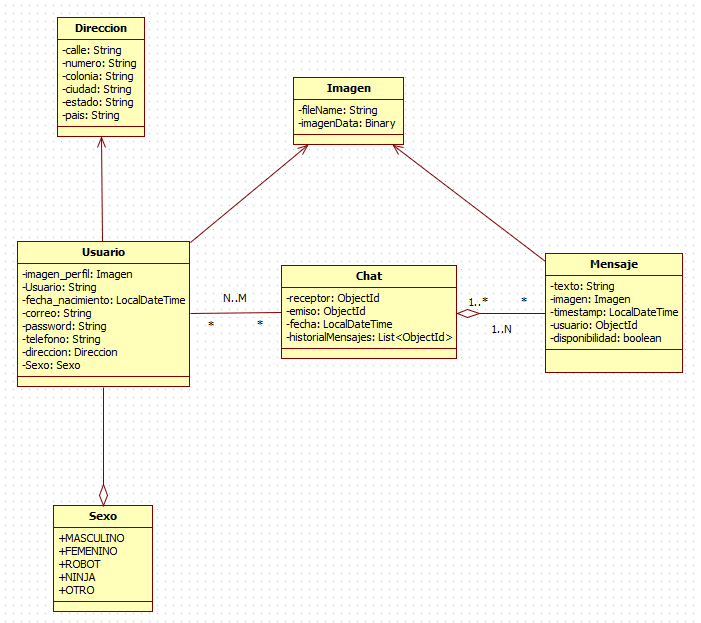 Direccion
-calle: String
-numero: String
-colonia: String
-ciudad: String
-estado: String
-pais: String
Imagen
-fileName: String
-imagenData: Binary
Usuario
-imagen_perfil: Imagen
-Usuario: String
-fecha_nacimiento: LocalDateTime
-correo: String
-password: String
-telefono: String
-direccion: Direccion
-Sexo: Sexo
N..M
*
*
Chat
-receptor: ObjectId
-emiso: ObjectId
-fecha: LocalDateTime
-historialMensajes: List<ObjectId>
1..*
*
1..N
Mensaje
-texto: String
-imagen: Imagen
-timestamp: LocalDateTime
-usuario: ObjectId
-disponibilidad: boolean
Sexo
+MASCULINO
+FEMENINO
+ROBOT
+NINJA
+OTRO